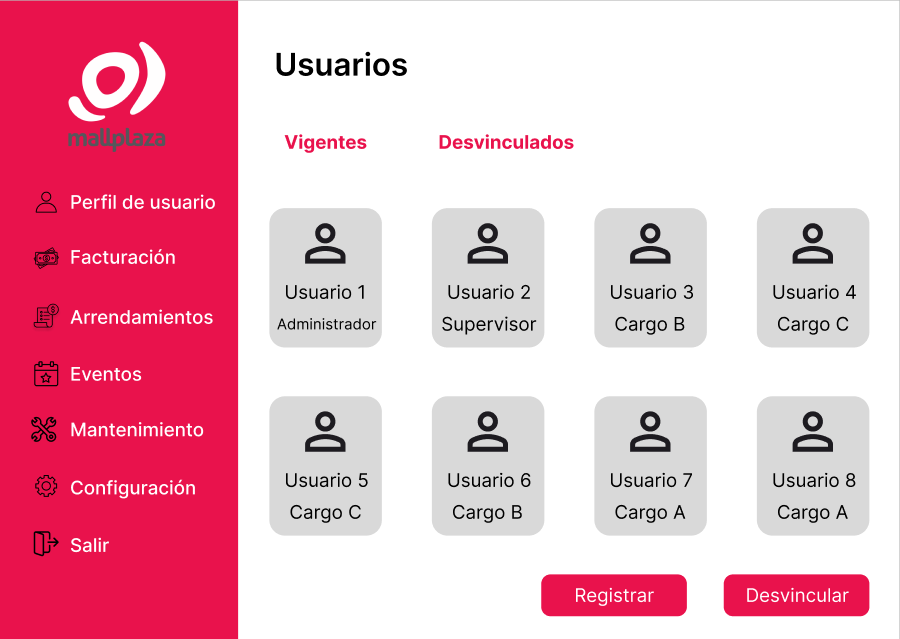 mallplaza
Perfil de usuario
Facturación
Arrendamientos
Eventos
Mantenimiento
Configuración
Salir
Usuarios
Vigentes Desvinculados
Usuario 1 Usuario 2 Usuario 3 Usuario 4
Administrador Supervisor Cargo B Cargo C
Usuario 5 Usuario 6 Usuario 7 Usuario 8
Cargo C Cargo B Cargo A Cargo A
Registrar Desvincular